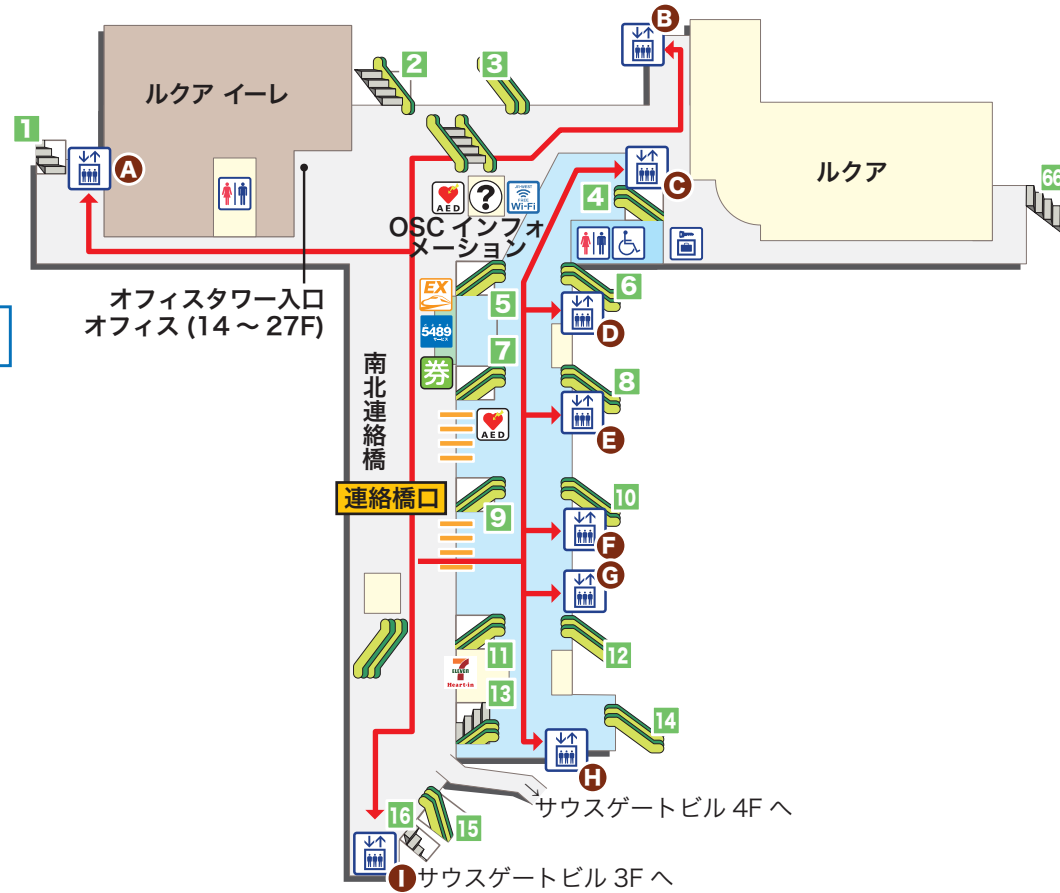 B
2
3
ルクア イーレ
1
A
ルクア
66
C
4
AED
?
Wi-Fi
OSC インフォ
メーション
オフィスタワー入口
オフィス (14 ～ 27F)
EX
5489
サービス
券
5
6
D
7
8
E
AED
南北連絡橋
連絡橋口
9
10
F
G
11
12
7
ELEVEN
Heart-in
13
14
H
サウスゲートビル 4F へ
16
15
I
サウスゲートビル 3F へ